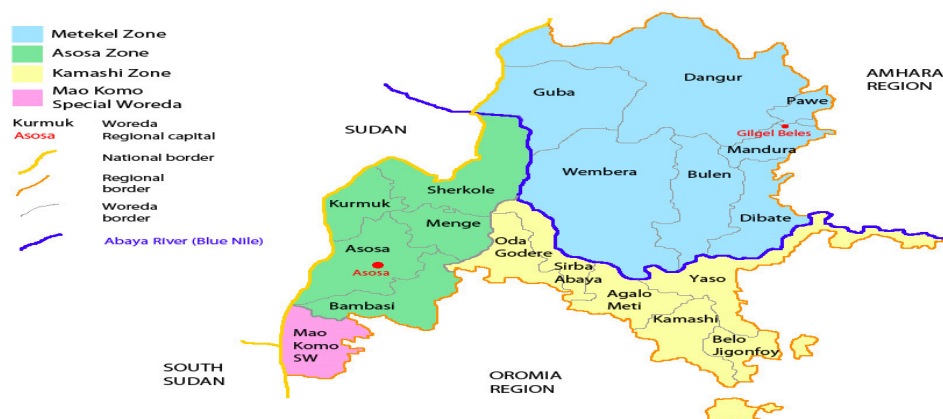 Metekel Zone
Asosa Zone
Kamashi Zone
Mao Komo
Special Woreda
Kurmuk Woreda
Asosa Regional capital
National border
Regional
border
Woreda
border
Abaya River (Blue Nile)
SUDAN
AMHARA
REGION
SOUTH
SUDAN
OROMIA
REGION
Guba
Dangur
Pawe
Gilgel Beles
Mandura
Wembera
Bulen
Dibate
Sherkole
Kurmuk
Menge
Asosa
Asosa
Bambasi
Oda
Godere
Sirba
Abaya
Agalo
Meti
Yaso
Kamashi
Belo
Jigonfoy
Mao
Komo
SW